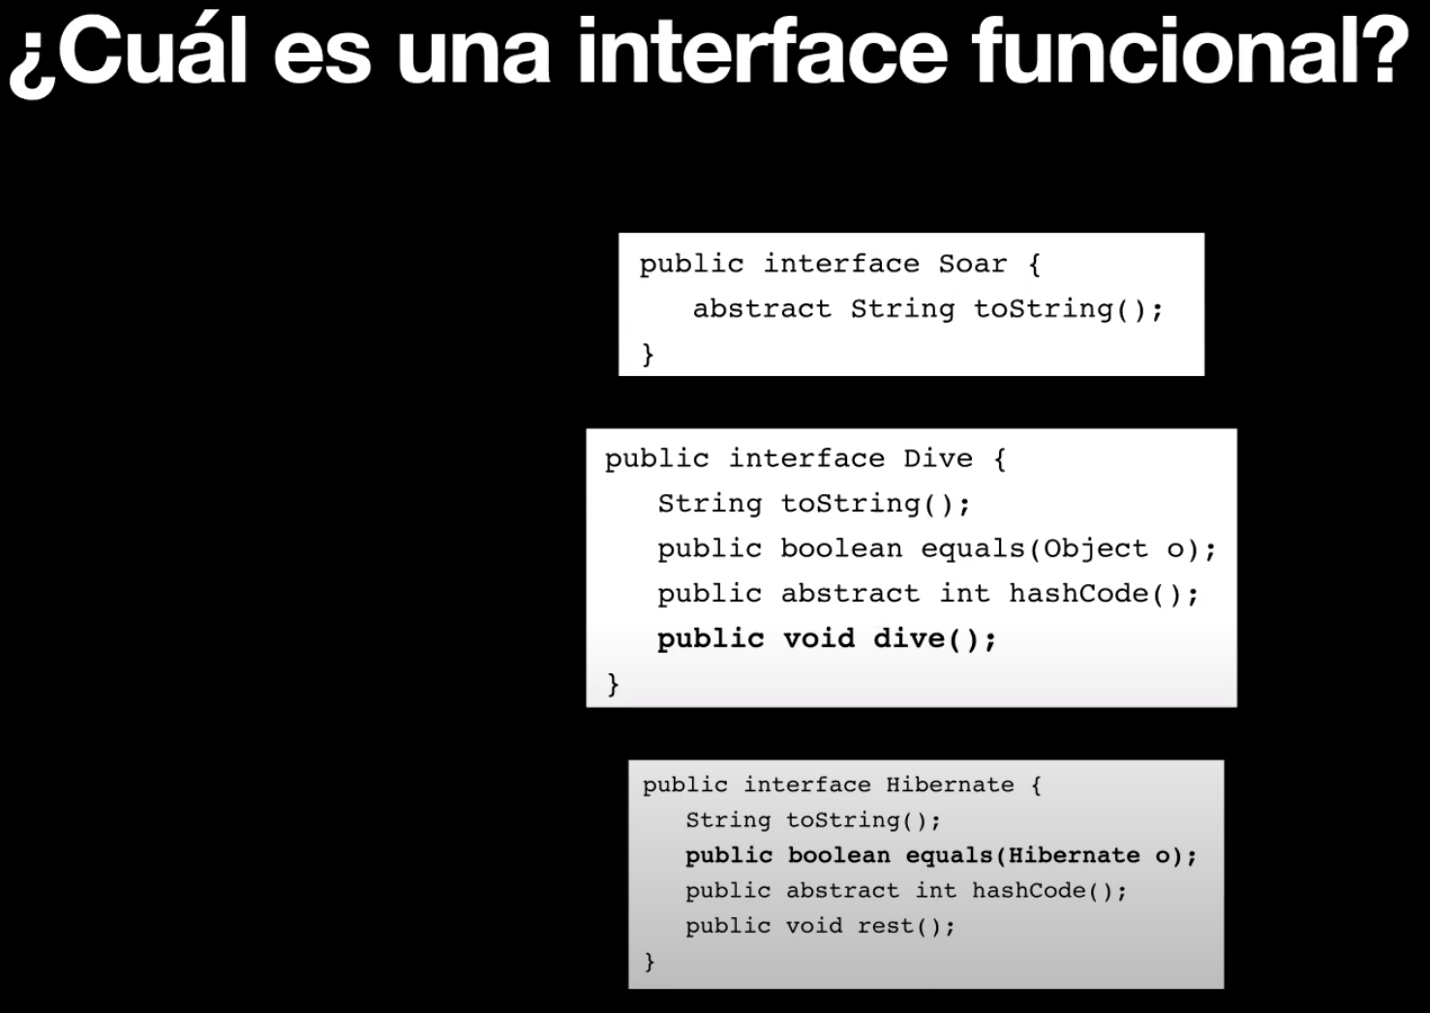 ¿Cuál es una interface funcional?
public interface Soar {
abstract String toString();
}
public interface Dive {
String toString();
public boolean equals(Object o);
public abstract int hashCode();
public void dive();
}
public interface Hibernate {
String toString();
public boolean equals(Hibernate o);
public abstract int hashCode();
public void rest();
}